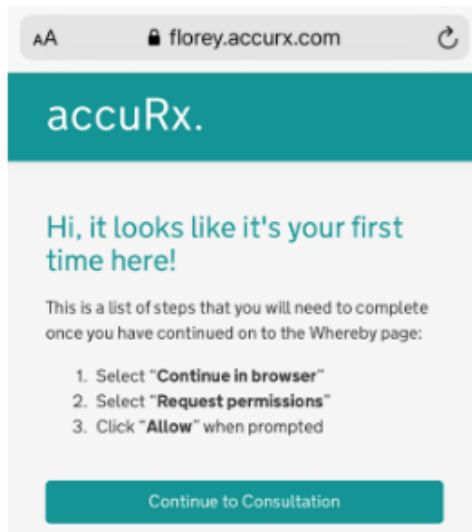 AA florey.accurx.com
accuRx.
Hi, it looks like it's your first
time here!
This is a list of steps that you will need to complete
once you have continued on to the Whereby page:
1. Select "Continue in browser"
2. Select "Request permissions"
3. Click "Allow" when prompted
Continue to Consultation